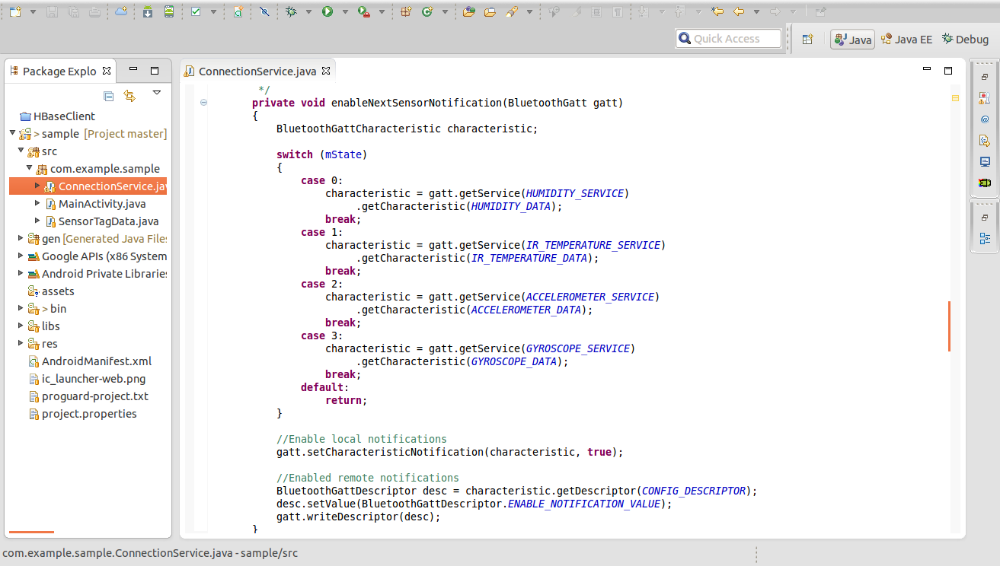 Quick Access
Java
Java EE
Debug
Package Explo
ConnectionService.java
HBaseClient
> sample [Project master]
src
com.example.sample
ConnectionService.jav
MainActivity.java
SensorTagData.java
gen [Generated Java Files
Google APIs (x86 System
Android Private Libraries
assets
> bin
libs
res
AndroidManifest.xml
ic_launcher-web.png
proguard-project.txt
project.properties
*/
private void enableNextSensorNotification(BluetoothGatt gatt)
{
BluetoothGattCharacteristic characteristic;
switch (mState)
{
case 0:
characteristic = gatt.getService(HUMIDITY_SERVICE)
.getCharacteristic(HUMIDITY_DATA);
break;
case 1:
characteristic = gatt.getService(IR_TEMPERATURE_SERVICE)
.getCharacteristic(IR_TEMPERATURE_DATA);
break;
case 2:
characteristic = gatt.getService(ACCELEROMETER_SERVICE)
.getCharacteristic(ACCELEROMETER_DATA);
break;
case 3:
characteristic = gatt.getService(GYROSCOPE_SERVICE)
.getCharacteristic(GYROSCOPE_DATA);
break;
default:
return;
}
//Enable local notifications
gatt.setCharacteristicNotification(characteristic, true);
//Enabled remote notifications
BluetoothGattDescriptor desc = characteristic.getDescriptor(CONFIG_DESCRIPTOR);
desc.setValue(BluetoothGattDescriptor.ENABLE_NOTIFICATION_VALUE);
gatt.writeDescriptor(desc);
}
com.example.sample.ConnectionService.java - sample/src